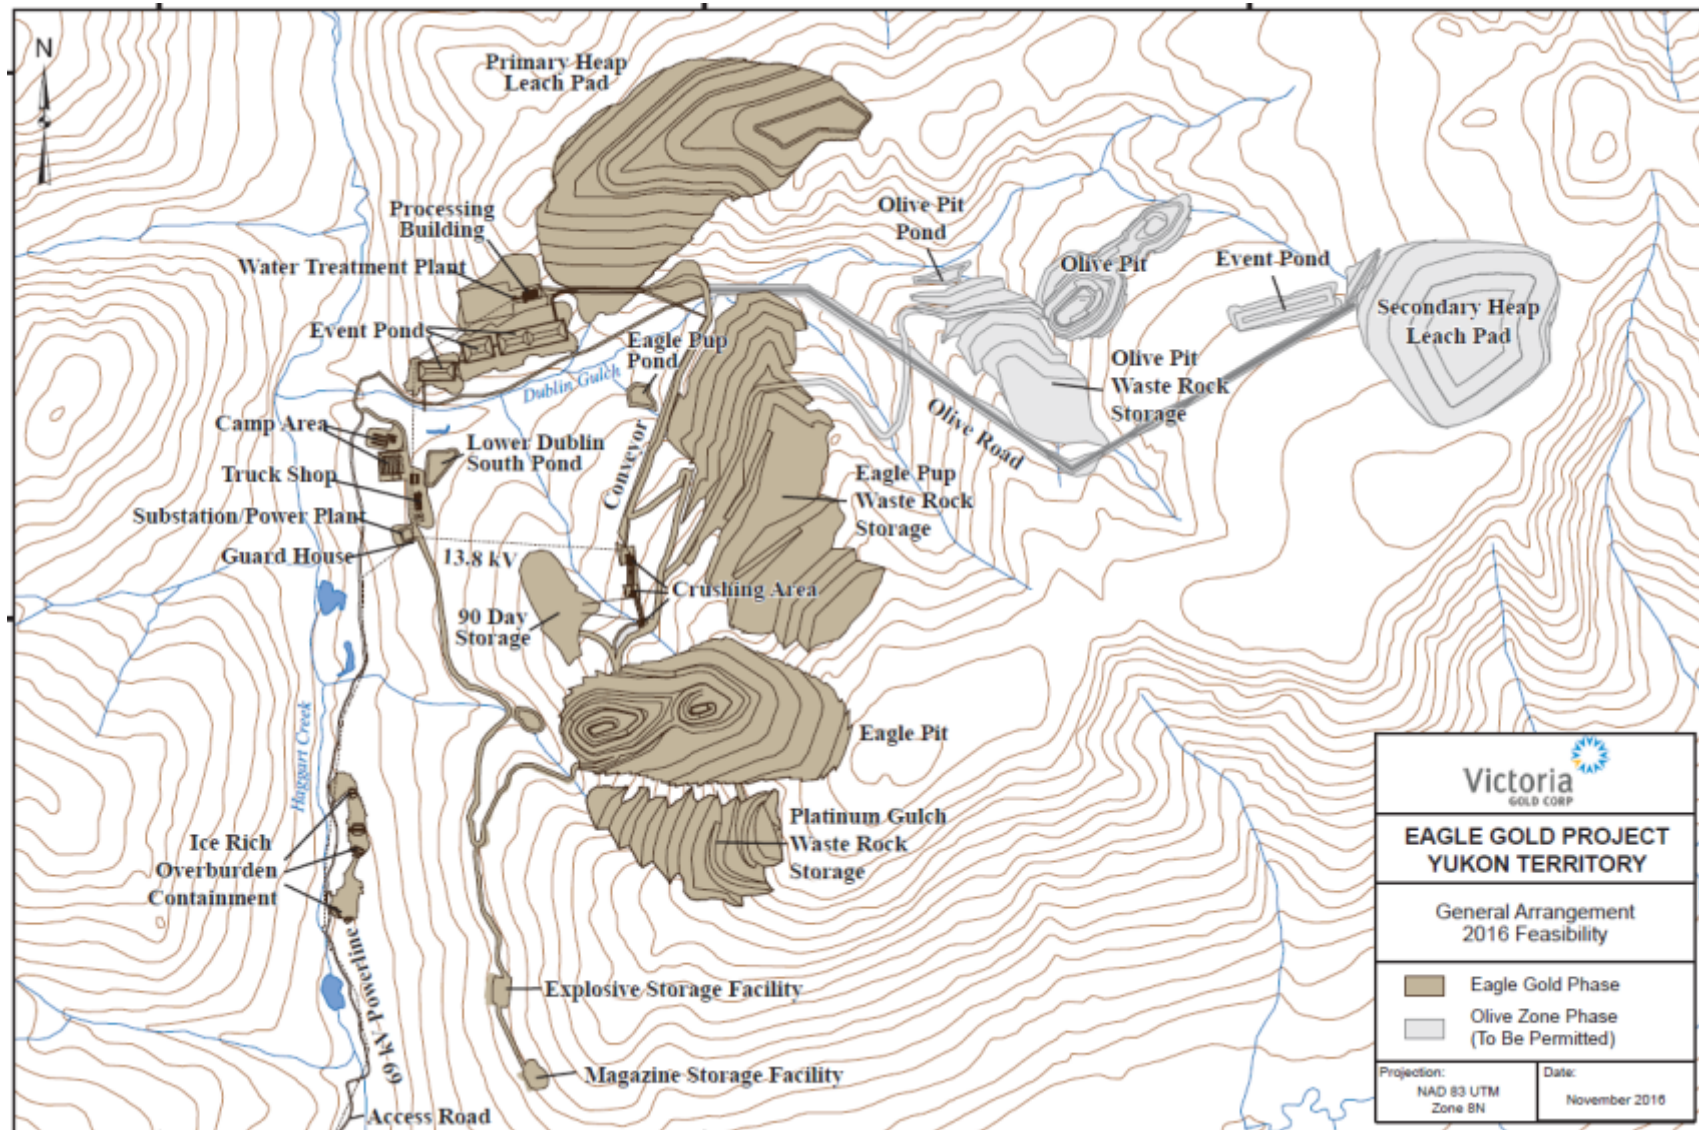 N
Primary Heap
Leach Pad
Processing
Building
Water Treatment Plant
Event Pond
Eagle Pup
Pond
Dublin Gulch
Olive Pit
Pond
Olive Pit
Event Pond
Secondary Heap
Leach Pad
Olive Pit
Waste Rock
Storage
Olive Road
Camp Area
Lower Dublin
South Pond
Truck Shop
Conveyor
Eagle Pup
Waste Rock
Storage
Substation/Power Plant
Guard House
13.8 kV
Crushing Area
90 Day
Storage
Eagle Pit
Haggart Creek
Platinum Gulch
Waste Rock
Storage
Ice Rich
Overburden
Containment
69 kV Powerline
Explosive Storage Facility
Magazine Storage Facility
Access Road
Victoria
GOLD CORP
EAGLE GOLD PROJECT
YUKON TERRITORY
General Arrangement
2016 Feasibility
Eagle Gold Phase
Olive Zone Phase
(To Be Permitted)
Projection:
NAD 83 UTM
Zone 8N
Date:
November 2016